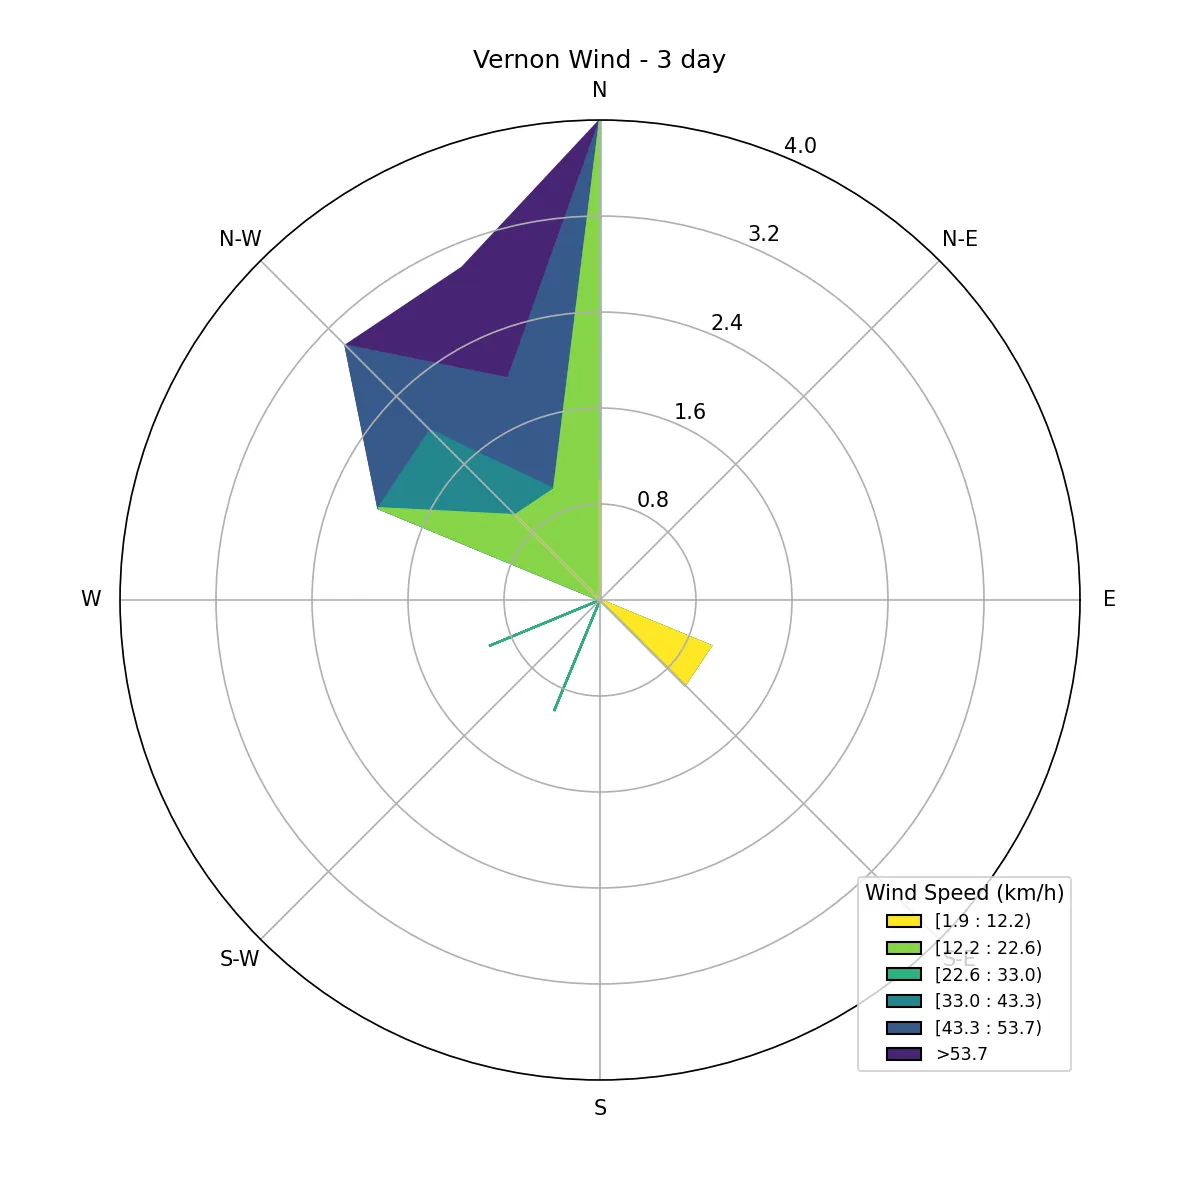 Vernon Wind - 3 day
N
4.0
N-W
3.2
N-E
2.4
1.6
0.8
W
E
S-W
S-E
S
Wind Speed (km/h)
[1.9 : 12.2)
[12.2 : 22.6)
[22.6 : 33.0)
[33.0 : 43.3)
[43.3 : 53.7)
>53.7